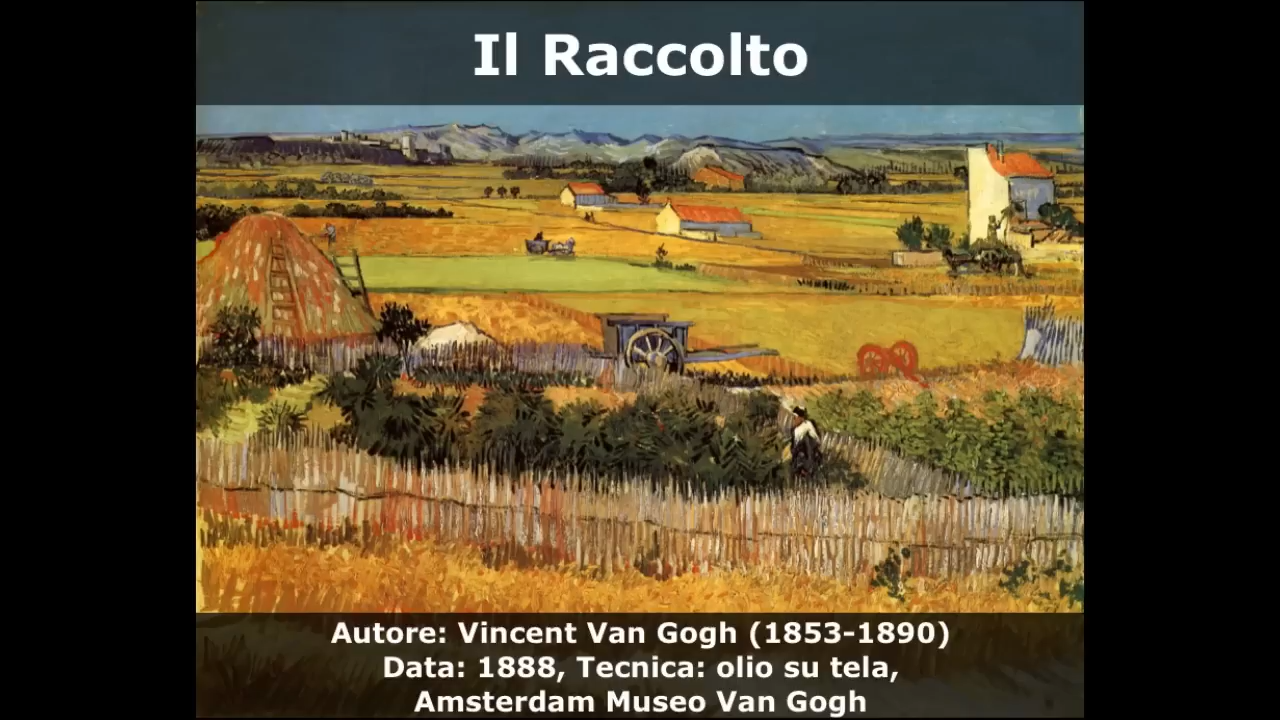 Il Raccolto
Autore: Vincent Van Gogh (1853-1890)
Data: 1888, Tecnica: olio su tela,
Amsterdam Museo Van Gogh